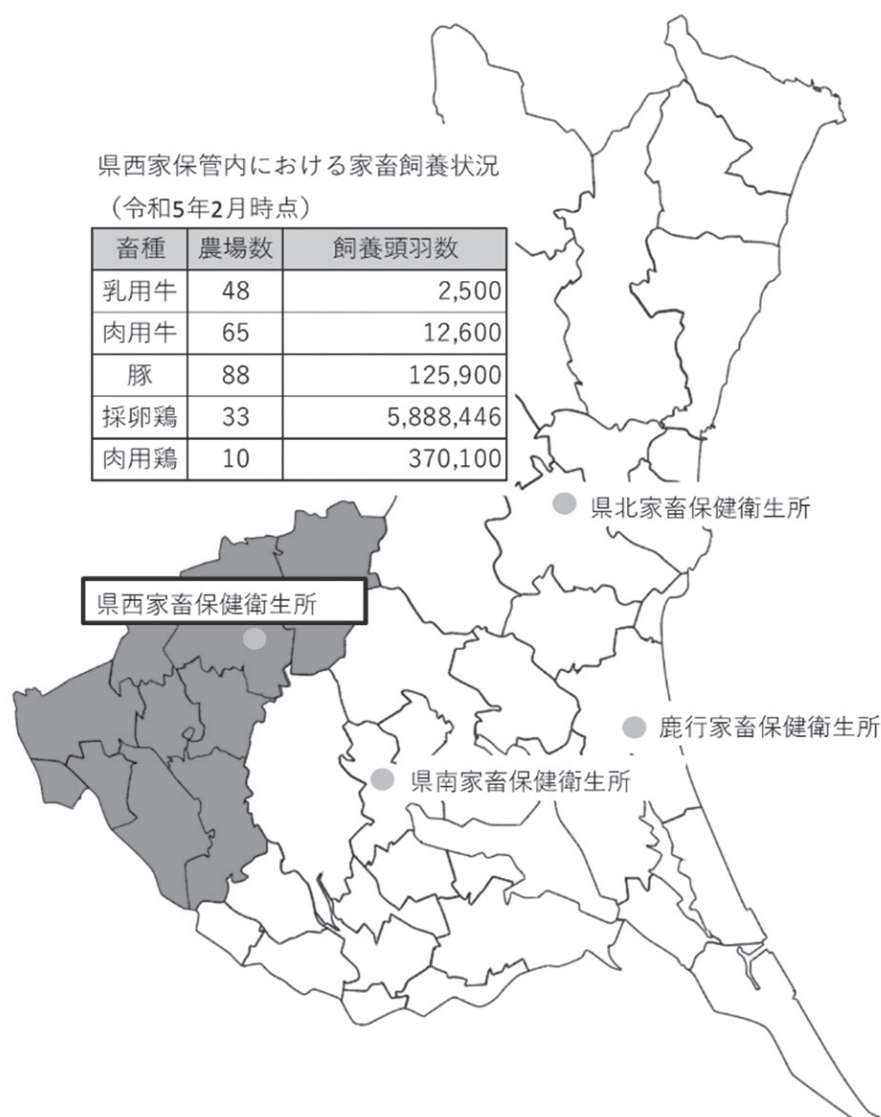 県西家保管内における家畜飼養状況
（令和5年2月時点）
畜種 農場数 飼養頭羽数
乳用牛 48 2,500
肉用牛 65 12,600
豚 88 125,900
採卵鶏 33 5,888,446
肉用鶏 10 370,100
県北家畜保健衛生所
県西家畜保健衛生所
鹿行家畜保健衛生所
県南家畜保健衛生所